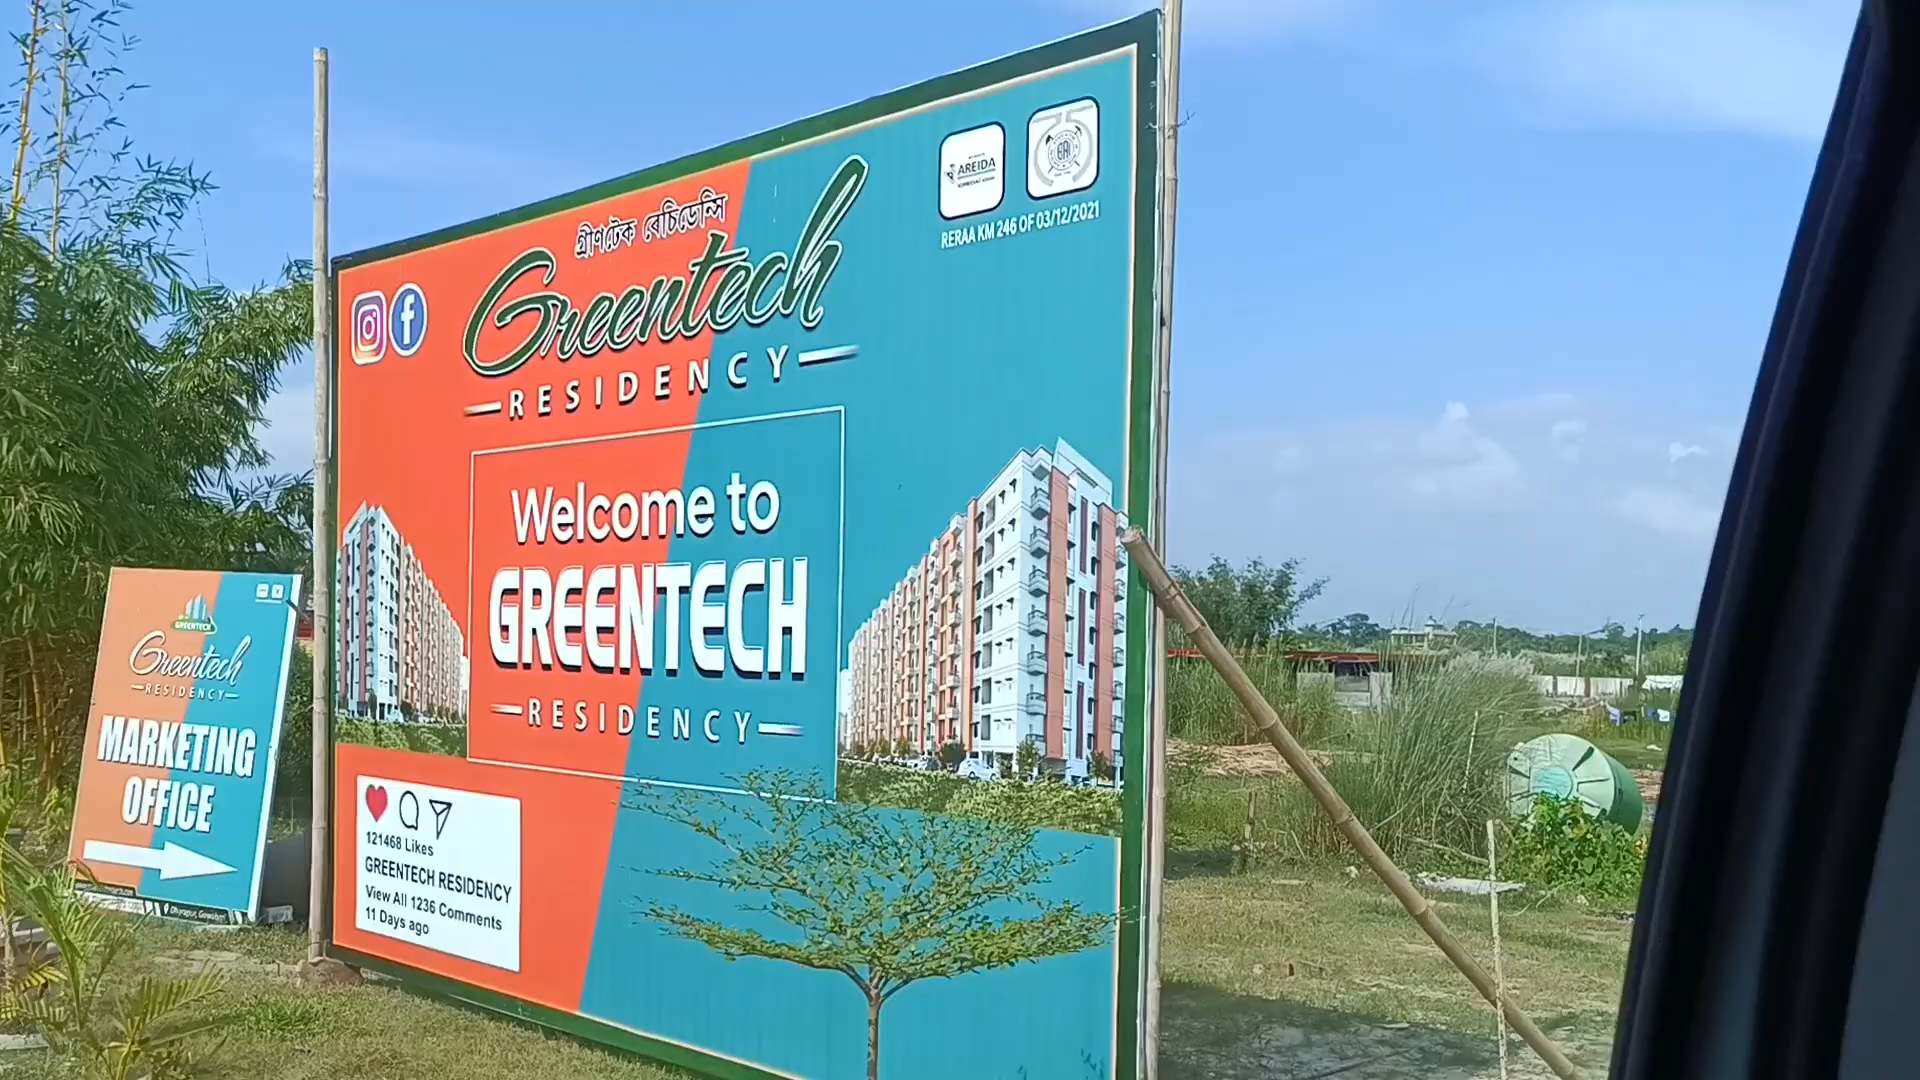 গ্ৰীণটেক ৰেচিডেন্সি
Greentech
RESIDENCY
AREIDA
RERAA KM 246 OF 03/12/2021
Welcome to
GREENTECH
RESIDENCY
121468 Likes
GREENTECH RESIDENCY
View All 1236 Comments
11 Days ago
GREENTECH
Greentech
RESIDENCY
MARKETING
OFFICE